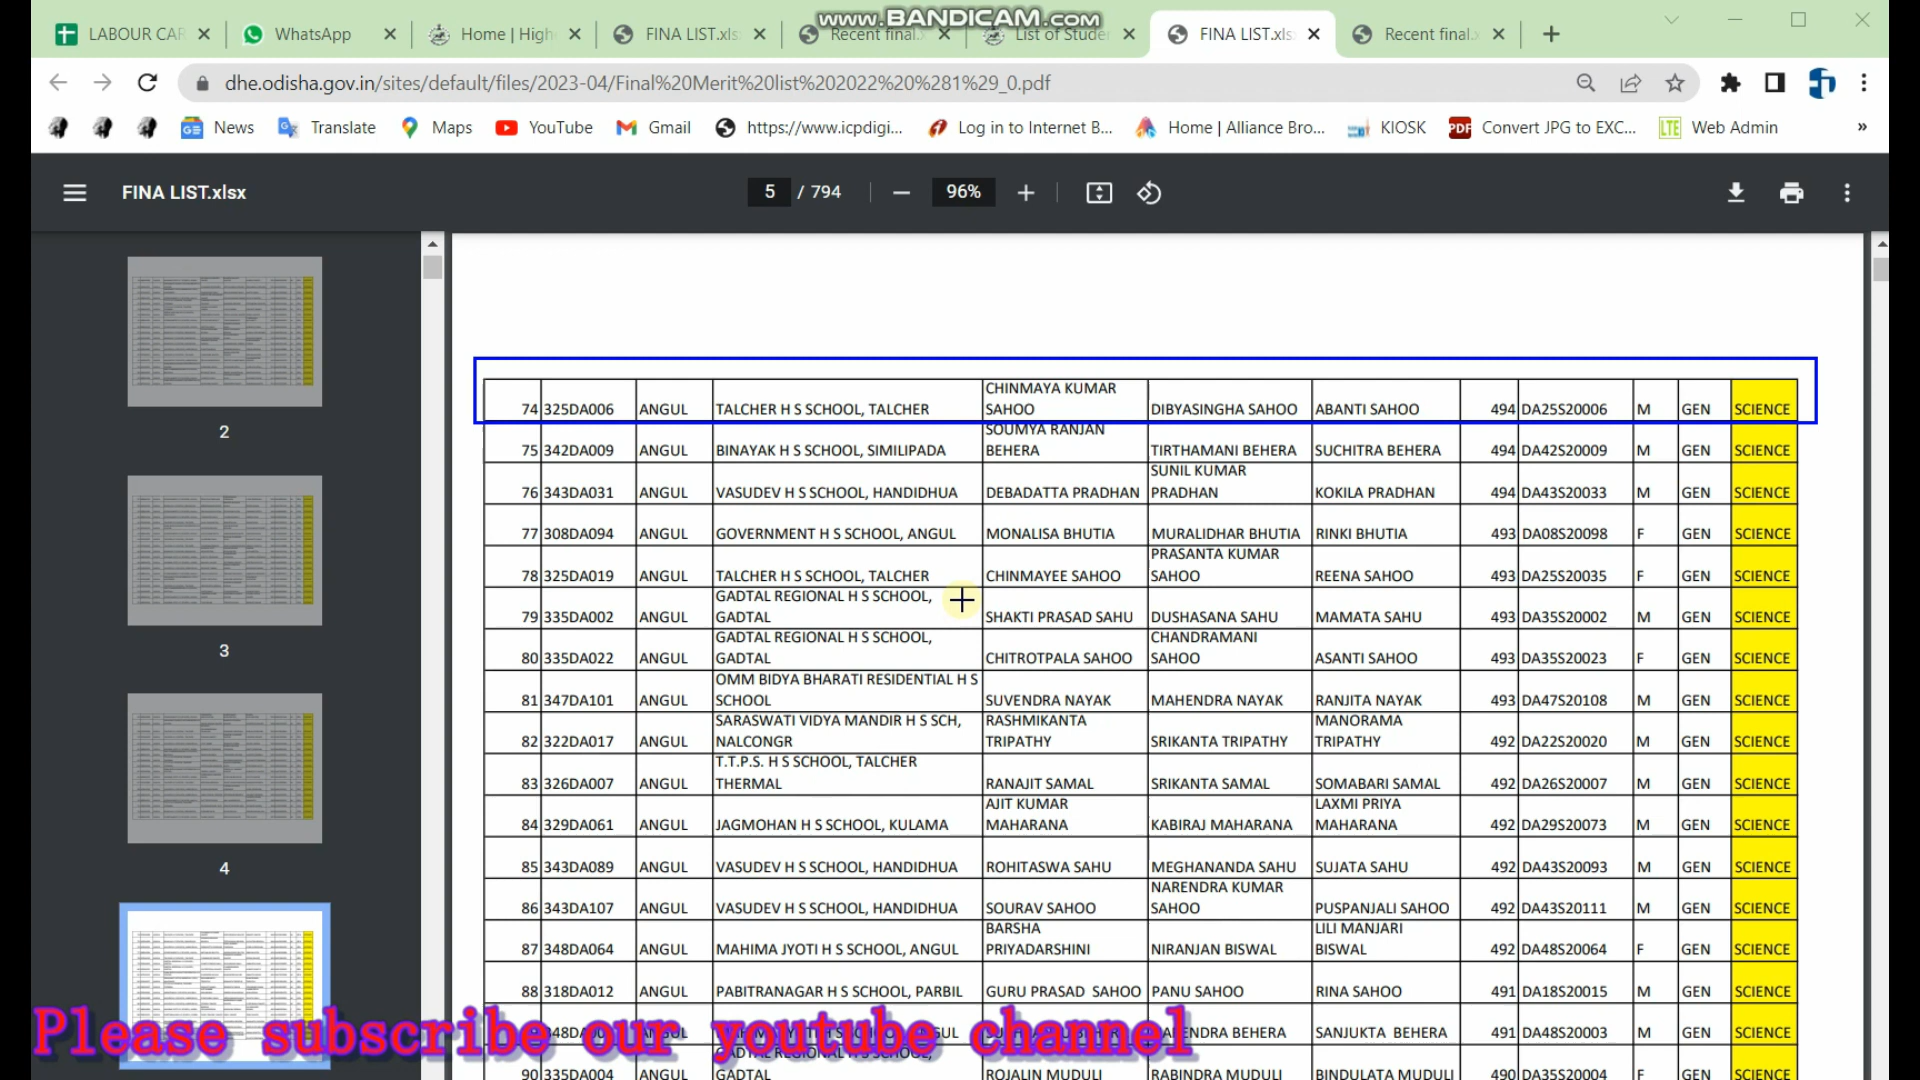 www.BANDICAM.com
LABOUR CAR
WhatsApp
Home | High
FINA LIST.xls
Recent final.x
List of Studer
FINA LIST.xls
Recent final.
dhe.odisha.gov.in/sites/default/files/2023-04/Final%20Merit%20list%202022%20%281%29_0.pdf
News Translate Maps YouTube Gmail https://www.icpdigi... Log in to Internet B... Home | Alliance Bro... KIOSK PDF Convert JPG to EXC... LTE Web Admin »
FINA LIST.xlsx 5 / 794 96%
2
3
4
74 325DA006 ANGUL TALCHER H S SCHOOL, TALCHER CHINMAYA KUMAR SAHOO DIBYASINGHA SAHOO ABANTI SAHOO 494 DA25S20006 M GEN SCIENCE
75 342DA009 ANGUL BINAYAK H S SCHOOL, SIMILIPADA SOUMYA RANJAN BEHERA TIRTHAMANI BEHERA SUCHITRA BEHERA 494 DA42S20009 M GEN SCIENCE
76 343DA031 ANGUL VASUDEV H S SCHOOL, HANDIDHUA DEBADATTA PRADHAN SUNIL KUMAR PRADHAN KOKILA PRADHAN 494 DA43S20033 M GEN SCIENCE
77 308DA094 ANGUL GOVERNMENT H S SCHOOL, ANGUL MONALISA BHUTIA MURALIDHAR BHUTIA RINKI BHUTIA 493 DA08S20098 F GEN SCIENCE
78 325DA019 ANGUL TALCHER H S SCHOOL, TALCHER CHINMAYEE SAHOO PRASANTA KUMAR SAHOO REENA SAHOO 493 DA25S20035 F GEN SCIENCE
79 335DA002 ANGUL GADTAL REGIONAL H S SCHOOL, GADTAL SHAKTI PRASAD SAHU DUSHASANA SAHU MAMATA SAHU 493 DA35S20002 M GEN SCIENCE
80 335DA022 ANGUL GADTAL REGIONAL H S SCHOOL, GADTAL CHITROTPALA SAHOO CHANDRAMANI SAHOO ASANTI SAHOO 493 DA35S20023 F GEN SCIENCE
81 347DA101 ANGUL OMM BIDYA BHARATI RESIDENTIAL H S SCHOOL SUVENDRA NAYAK MAHENDRA NAYAK RANJITA NAYAK 493 DA47S20108 M GEN SCIENCE
82 322DA017 ANGUL SARASWATI VIDYA MANDIR H S SCH, NALCONGR RASHMIKANTA TRIPATHY SRIKANTA TRIPATHY MANORAMA TRIPATHY 492 DA22S20020 M GEN SCIENCE
83 326DA007 ANGUL T.T.P.S. H S SCHOOL, TALCHER THERMAL RANAJIT SAMAL SRIKANTA SAMAL SOMABARI SAMAL 492 DA26S20007 M GEN SCIENCE
84 329DA061 ANGUL JAGMOHAN H S SCHOOL, KULAMA AJIT KUMAR MAHARANA KABIRAJ MAHARANA LAXMI PRIYA MAHARANA 492 DA29S20073 M GEN SCIENCE
85 343DA089 ANGUL VASUDEV H S SCHOOL, HANDIDHUA ROHITASWA SAHU MEGHANANDA SAHU SUJATA SAHU 492 DA43S20093 M GEN SCIENCE
86 343DA107 ANGUL VASUDEV H S SCHOOL, HANDIDHUA SOURAV SAHOO NARENDRA KUMAR SAHOO PUSPANJALI SAHOO 492 DA43S20111 M GEN SCIENCE
87 348DA064 ANGUL MAHIMA JYOTI H S SCHOOL, ANGUL BARSHA PRIYADARSHINI NIRANJAN BISWAL LILI MANJARI BISWAL 492 DA48S20064 F GEN SCIENCE
88 318DA012 ANGUL PABITRANAGAR H S SCHOOL, PARBIL GURU PRASAD SAHOO PANU SAHOO RINA SAHOO 491 DA18S20015 M GEN SCIENCE
BEHERA SANJUKTA BEHERA 491 DA48S20003 M GEN SCIENCE
90 335DA004 ANGUL GADTAL REGIONAL H S SCHOOL, GADTAL ROJALIN MUDULI RABINDRA MUDULI BINDULATA MUDULI 490 DA35S20004 F GEN SCIENCE
Please subscribe our youtube channel